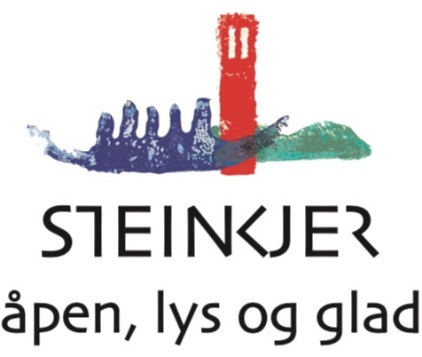 STEINKJER
åpen, lys og glad